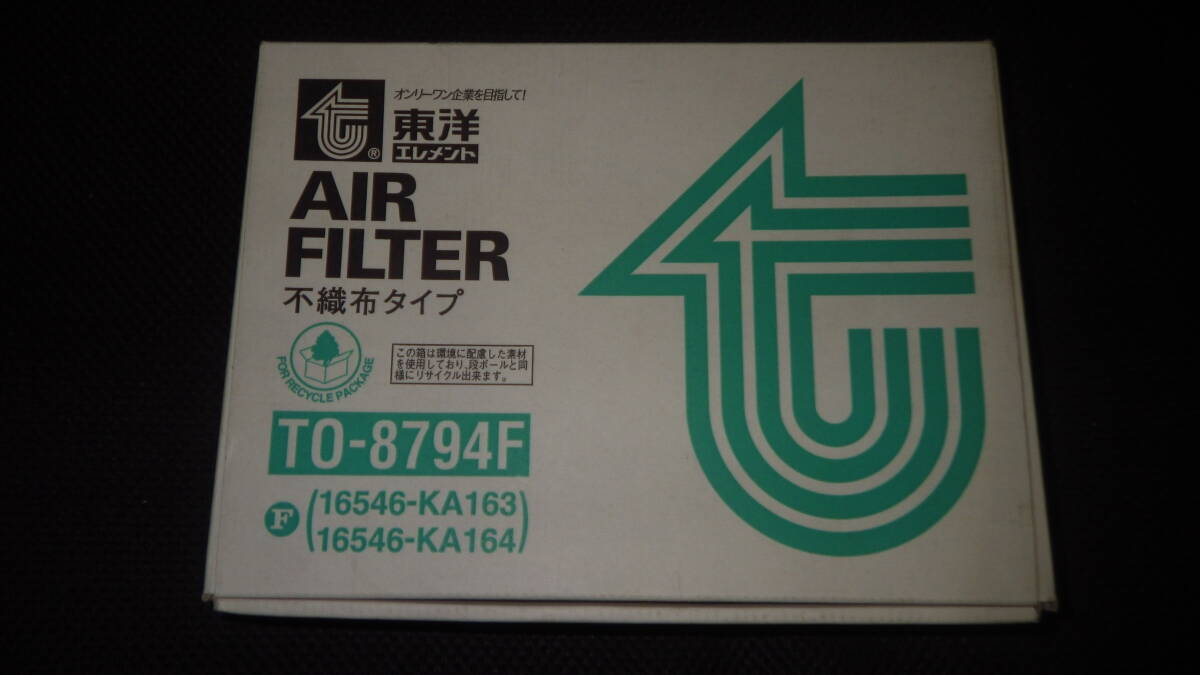 オンリーワン企業を目指して!
東洋
エレメント
®
AIR
FILTER
不織布タイプ
FOR RECYCLE PACKAGE
この箱は環境に配慮した素材
を使用しており、段ボールと同
様にリサイクル出来ます。
TO-8794F
F
(16546-KA163
16546-KA164)